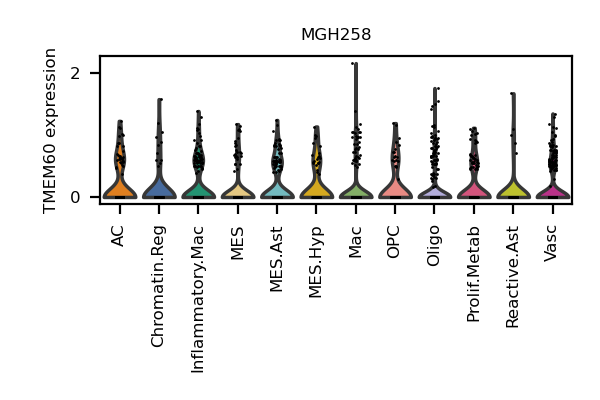 MGH258
TMEM60 expression
2
0
AC
Chromatin.Reg
Inflammatory.Mac
MES
MES.Ast
MES.Hyp
Mac
OPC
Oligo
Prolif.Metab
Reactive.Ast
Vasc